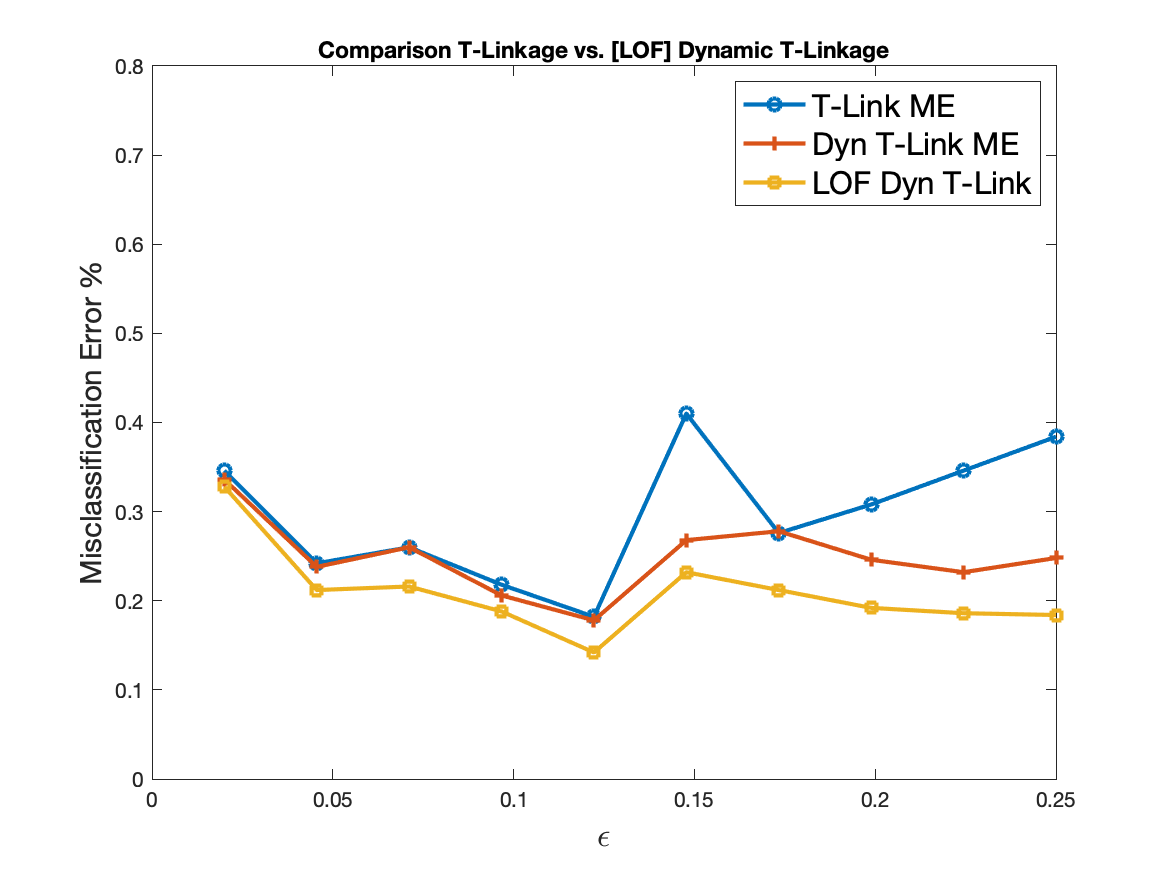 Comparison T-Linkage vs. [LOF] Dynamic T-Linkage
T-Link ME
Dyn T-Link ME
LOF Dyn T-Link
Misclassification Error %
0.8
0.7
0.6
0.5
0.4
0.3
0.2
0.1
0
0 0.05 0.1 0.15 0.2 0.25
ϵ